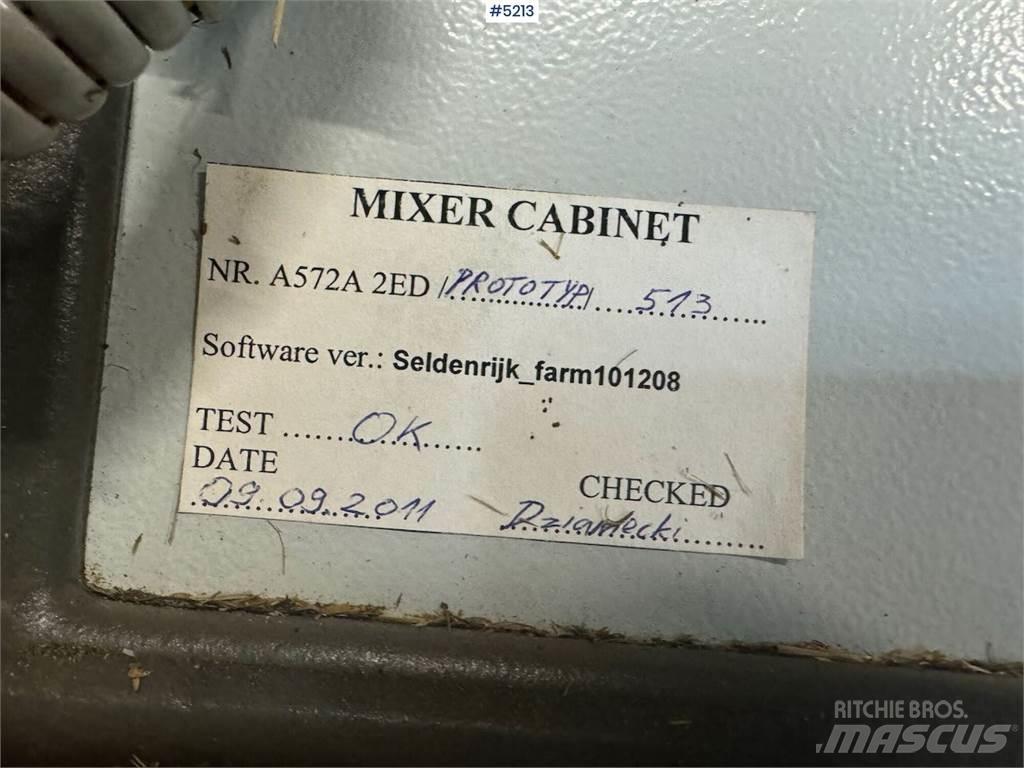 #5213
MIXER CABINET
NR. A572A 2ED /PROTOTYP/ 513
Software ver.: Seldenrijk_farm101208
TEST OK
DATE
CHECKED
09.09.2011
RITCHIE BROS.
MASCUS